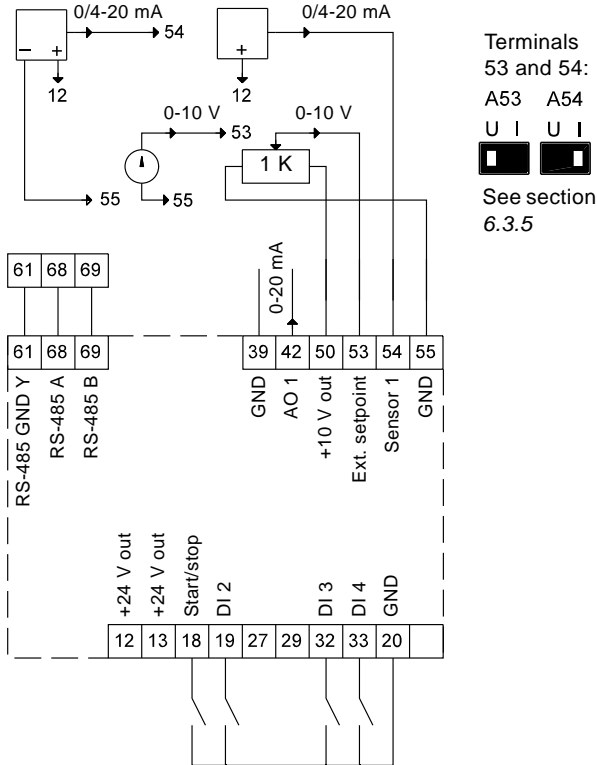 0/4-20 mA
54
12
0/4-20 mA
12
0-10 V
53
55
55
0-10 V
1 K
Terminals
53 and 54:
A53 A54
U I U I
See section
6.3.5
61 68 69
0-20 mA
61 68 69
39 42 50 53 54 55
RS-485 GND Y
RS-485 A
RS-485 B
GND
AO 1
+10 V out
Ext. setpoint
Sensor 1
GND
+24 V out
+24 V out
Start/stop
DI 2
DI 3
DI 4
GND
12 13 18 19 27 29 32 33 20